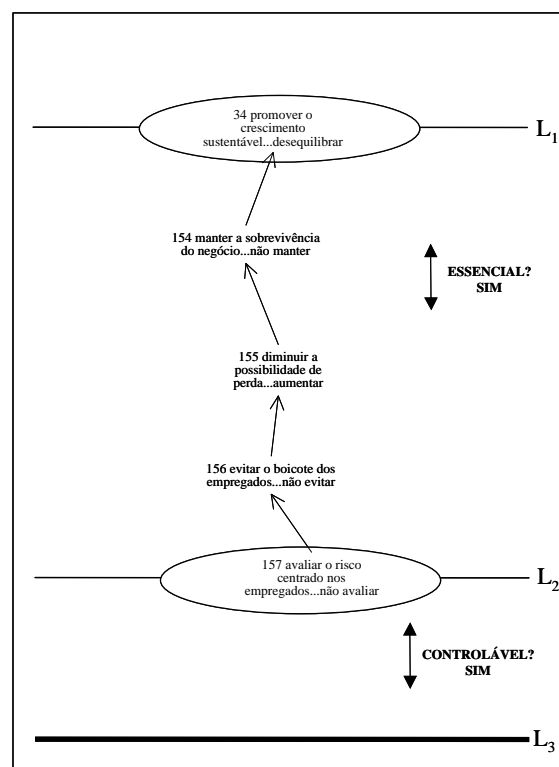 34 promover o
crescimento
sustentável...desequilibrar
L1
154 manter a sobrevivência
do negócio...não manter
ESSENCIAL?
SIM
155 diminuir a
possibilidade de
perda...aumentar
156 evitar o boicote dos
empregados...não evitar
157 avaliar o risco
centrado nos
empregados...não avaliar
L2
CONTROLÁVEL?
SIM
L3